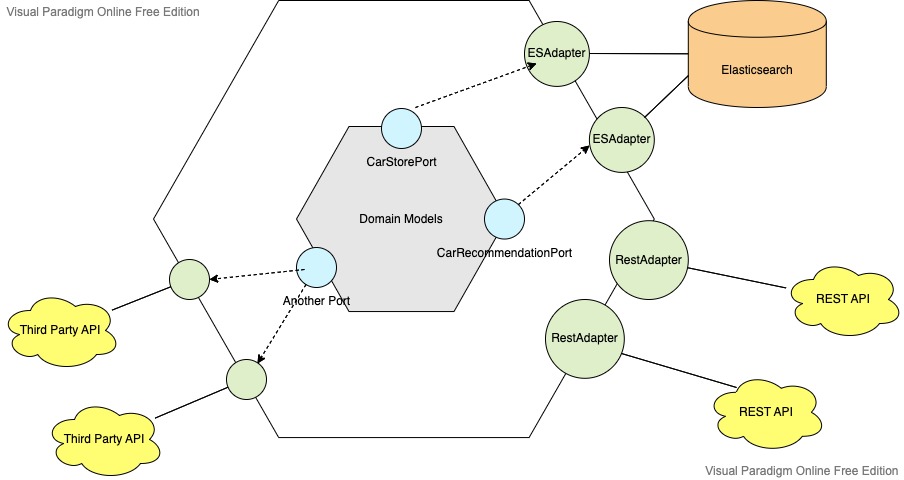 Visual Paradigm Online Free Edition
ESAdapter
Elasticsearch
ESAdapter
CarStorePort
Domain Models
CarRecommendationPort
RestAdapter
Another Port
REST API
Third Party API
RestAdapter
REST API
Third Party API
Visual Paradigm Online Free Edition